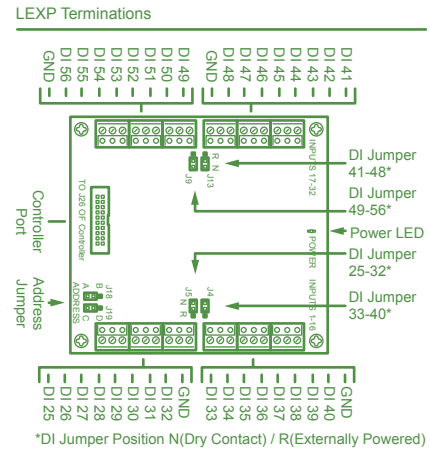 LEXP Terminations
GND
DI 56
DI 55
DI 54
DI 53
DI 52
DI 51
DI 50
DI 49
GND
DI 48
DI 47
DI 46
DI 45
DI 44
DI 43
DI 42
DI 41
R N
J9
J13
INPUTS 17-32
DI Jumper
41-48*
DI Jumper
49-56*
TO J26 OF Controller
Controller
Port
POWER
Power LED
DI Jumper
25-32*
DI Jumper
33-40*
Address
Jumper
A B
J18
J19
C D
ADDRESS
J5
J4
N R
INPUTS 1-16
DI 25
DI 26
DI 27
DI 28
DI 29
DI 30
DI 31
DI 32
GND
DI 33
DI 34
DI 35
DI 36
DI 37
DI 38
DI 39
DI 40
GND
*DI Jumper Position N(Dry Contact) / R(Externally Powered)